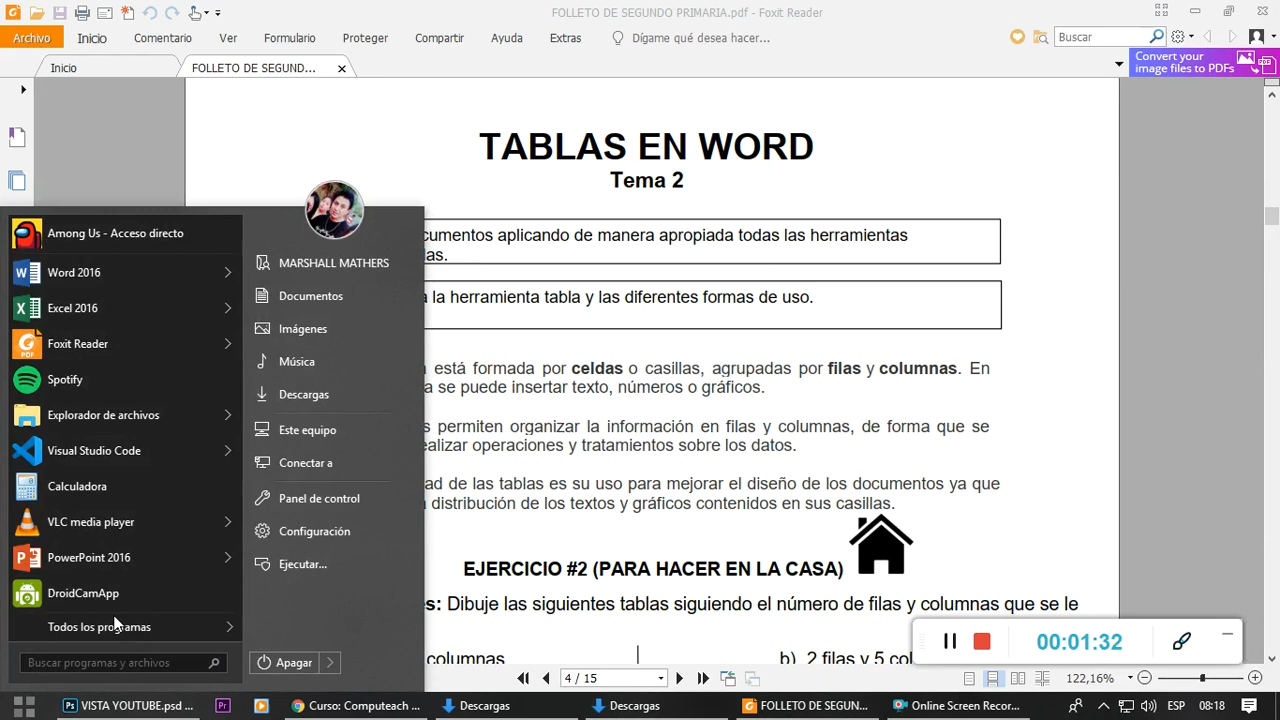 FOLLETO DE SEGUNDO PRIMARIA.pdf - Foxit Reader
Archivo Inicio Comentario Ver Formulario Proteger Compartir Ayuda Extras Dígame qué desea hacer... Buscar
Inicio FOLLETO DE SEGUND...
Convert your
image files to PDFs
TABLAS EN WORD
Tema 2
cumentos aplicando de manera apropiada todas las herramientas
las.
a la herramienta tabla y las diferentes formas de uso.
está formada por celdas o casillas, agrupadas por filas y columnas. En
a se puede insertar texto, números o gráficos.
s permiten organizar la información en filas y columnas, de forma que se
ealizar operaciones y tratamientos sobre los datos.
ad de las tablas es su uso para mejorar el diseño de los documentos ya que
distribución de los textos y gráficos contenidos en sus casillas.
EJERCICIO #2 (PARA HACER EN LA CASA)
es: Dibuje las siguientes tablas siguiendo el número de filas y columnas que se le
columnas b) 2 filas y 5 col
Among Us - Acceso directo
Word 2016
Excel 2016
Foxit Reader
Spotify
Explorador de archivos
Visual Studio Code
Calculadora
VLC media player
PowerPoint 2016
DroidCamApp
Todos los programas
Buscar programas y archivos
MARSHALL MATHERS
Documentos
Imágenes
Música
Descargas
Este equipo
Conectar a
Panel de control
Configuración
Ejecutar...
Apagar
00:01:32
4 / 15 122,16%
VISTA YOUTUBE.psd ... Curso: Computeach ... Descargas Descargas FOLLETO DE SEGUN... Online Screen Recor... ESP 08:18